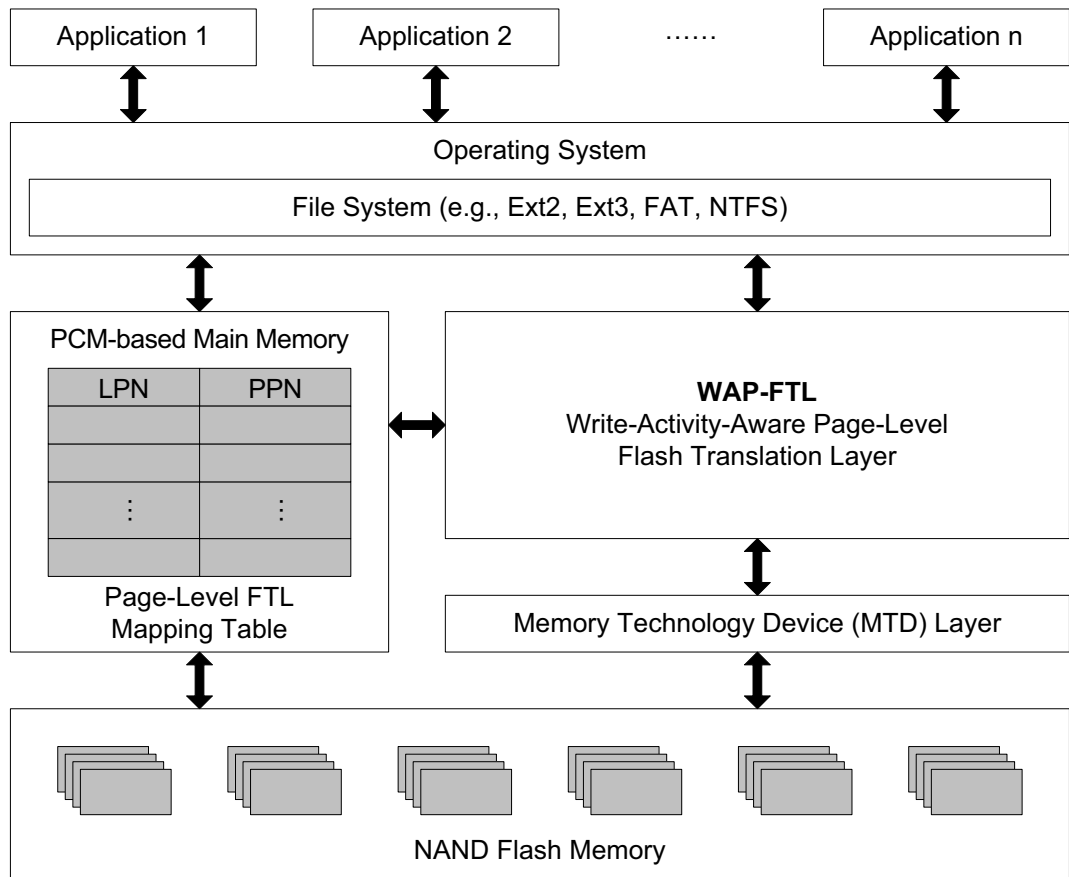 Application 1
Application 2
......
Application n
Operating System
File System (e.g., Ext2, Ext3, FAT, NTFS)
PCM-based Main Memory
LPN
PPN
⋮
⋮
Page-Level FTL
Mapping Table
WAP-FTL
Write-Activity-Aware Page-Level
Flash Translation Layer
Memory Technology Device (MTD) Layer
NAND Flash Memory